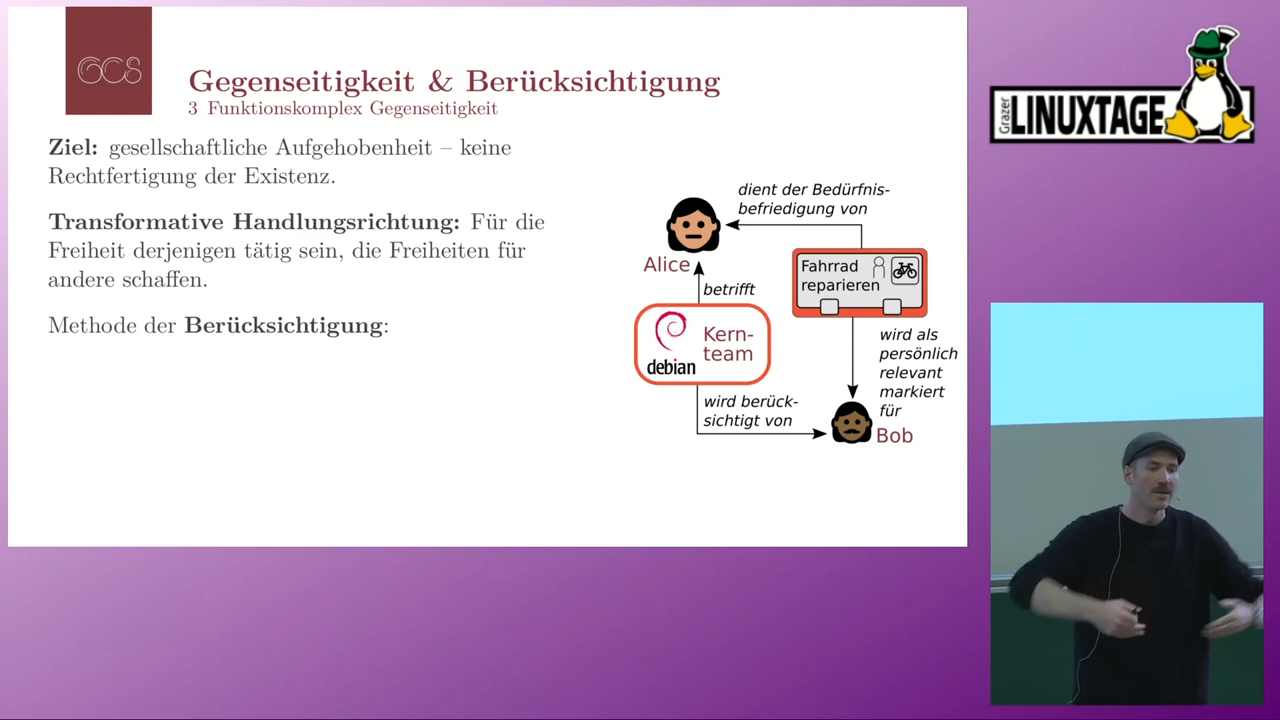 GCS
Gegenseitigkeit & Berücksichtigung
3 Funktionskomplex Gegenseitigkeit
Ziel: gesellschaftliche Aufgehobenheit – keine
Rechtfertigung der Existenz.
Transformative Handlungsrichtung: Für die
Freiheit derjenigen tätig sein, die Freiheiten für
andere schaffen.
Methode der Berücksichtigung:
dient der Bedürfnis-
befriedigung von
Alice
betrifft
Fahrrad
reparieren
debian
Kern-
team
wird als
persönlich
relevant
markiert
für
wird berück-
sichtigt von
Bob
Grazer
LINUXTAGE